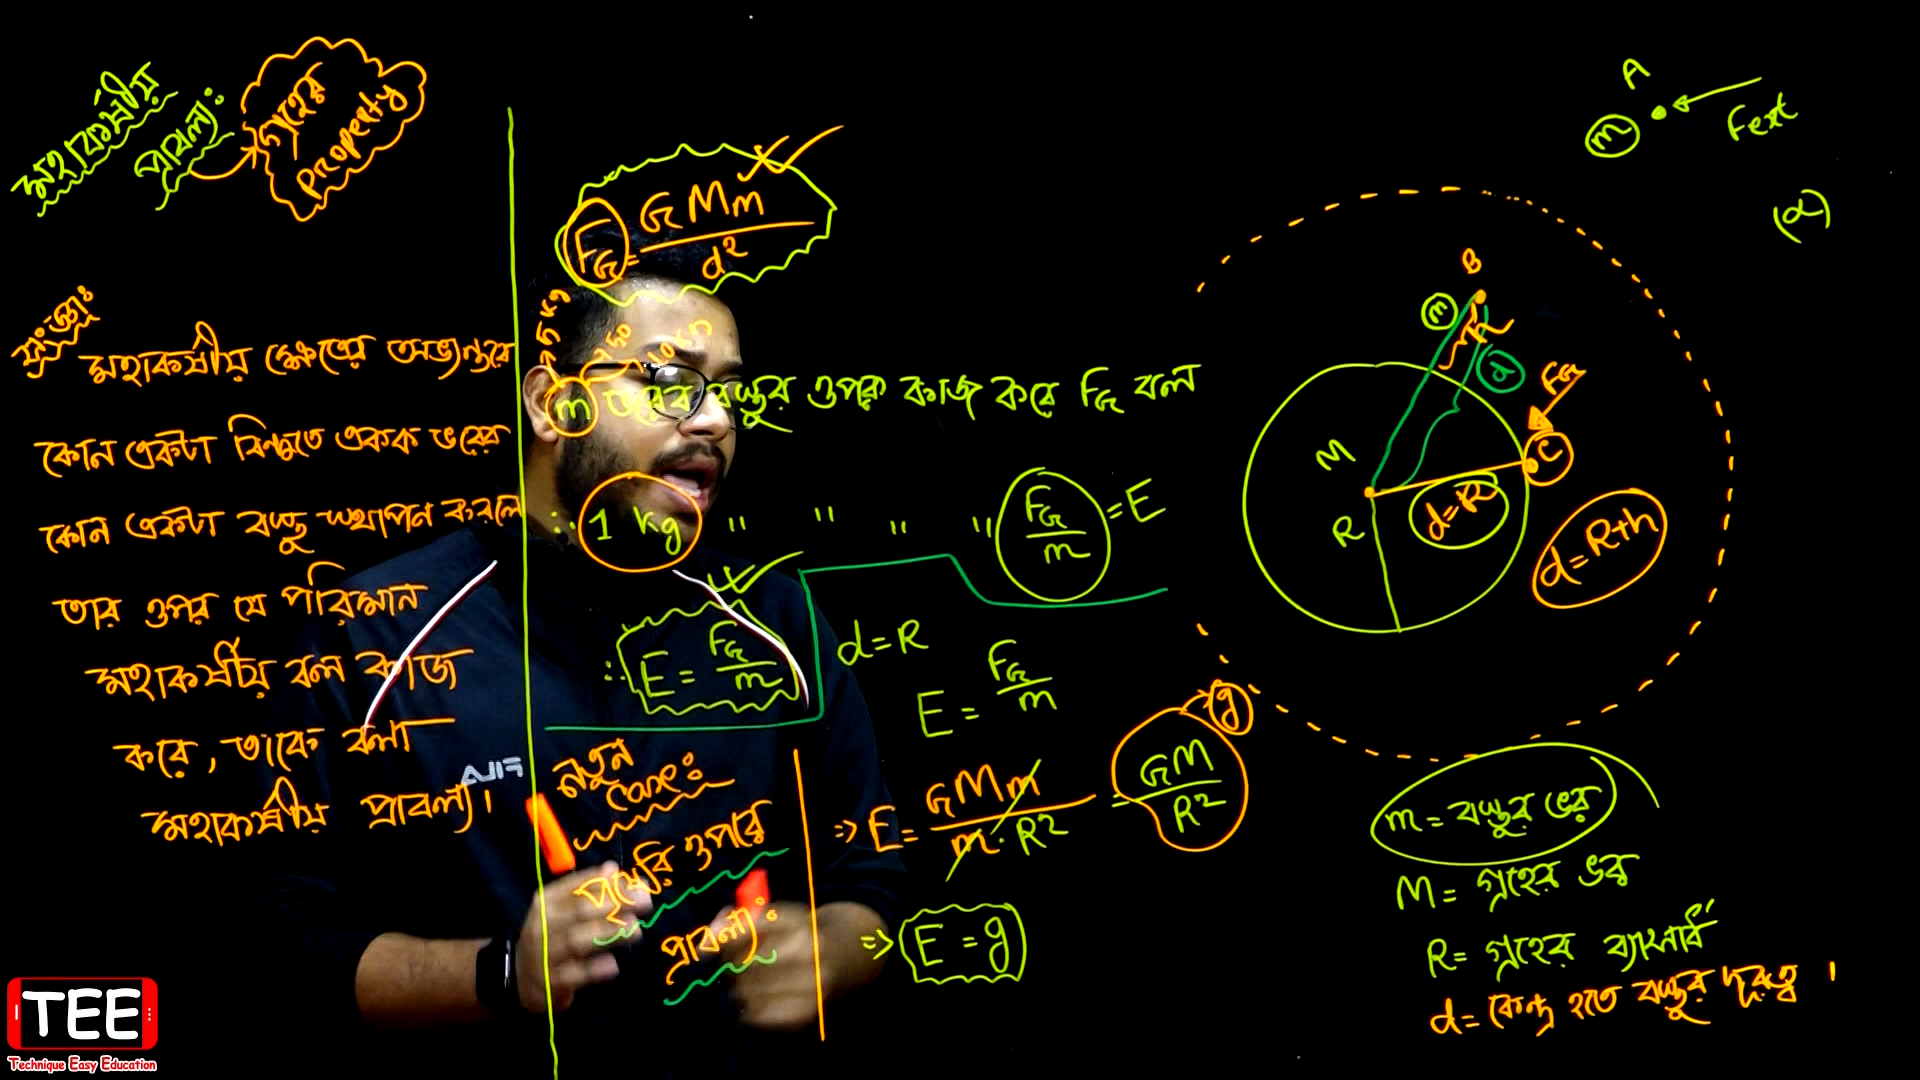 মহাকর্ষীয়
প্রাবল্য:
গ্রহের
Property
সংজ্ঞা:
মহাকর্ষীয় ক্ষেত্রের অভ্যন্তরে
কোন একটা বিন্দুতে একক ভরের
কোন একটা বস্তু স্থাপন করলে
তার ওপর যে পরিমান
মহাকর্ষীয় বল কাজ
করে, তাকে বলা
মহাকর্ষীয় প্রাবল্য।
F_G = GMm / d²
m ভরের বস্তুর ওপর কাজ করে F_G বল
∴ 1 kg " " " " F_G / m = E
∴ E = F_G / m
নতুন
case:
পৃষ্ঠের ওপরে
প্রাবল্য:
d = R
E = F_G / m
⇒ E = GMm / m·R² = GM / R²
g
⇒ E = g
A
m
Fext
(α)
B
m
h
d
F_G
C
M
R
d = R
d = R+h
m = বস্তুর ভর
M = গ্রহের ভর
R = গ্রহের ব্যাসার্ধ
d = কেন্দ্র হতে বস্তুর দূরত্ব।
FILA
TEE
Technique Easy Education